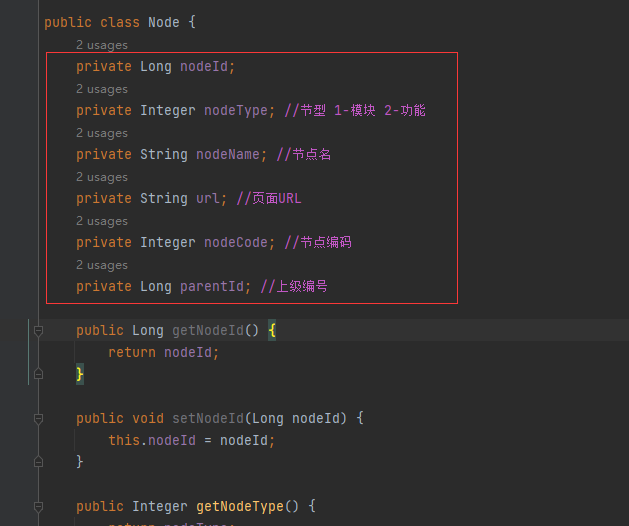 public class Node {
2 usages
private Long nodeId;
2 usages
private Integer nodeType; //节型 1-模块 2-功能
2 usages
private String nodeName; //节点名
2 usages
private String url; //页面URL
2 usages
private Integer nodeCode; //节点编码
2 usages
private Long parentId; //上级编号
public Long getNodeId() {
return nodeId;
}
public void setNodeId(Long nodeId) {
this.nodeId = nodeId;
}
public Integer getNodeType() {
return nodeType;